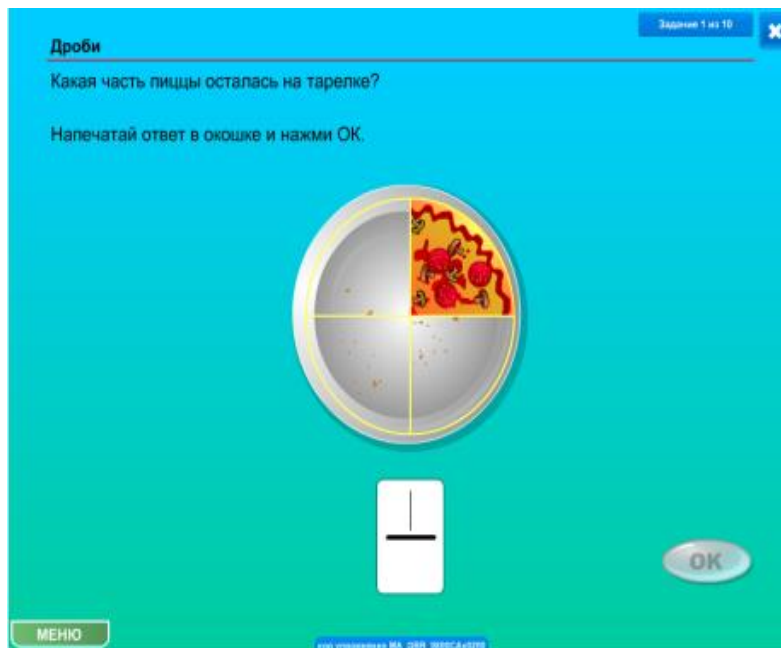 Задание 1 из 10
Дроби
Какая часть пиццы осталась на тарелке?
Напечатай ответ в окошке и нажми ОК.
ОК
МЕНЮ